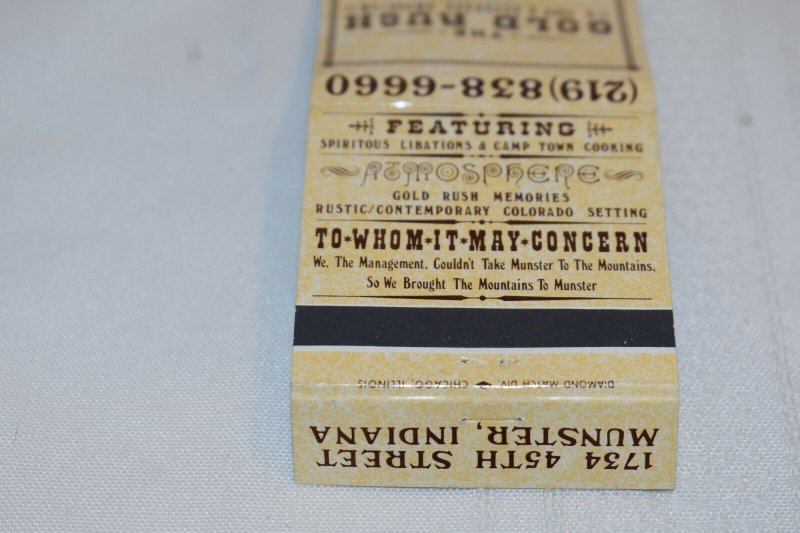 THE
GOLD RUSH
(219) 838-6660
FEATURING
SPIRITOUS LIBATIONS & CAMP TOWN COOKING
ATMOSPHERE
GOLD RUSH MEMORIES
RUSTIC/CONTEMPORARY COLORADO SETTING
TO★WHOM★IT★MAY★CONCERN
We, The Management, Couldn't Take Munster To The Mountains,
So We Brought The Mountains To Munster
DIAMOND MATCH DIV. CHICAGO, ILLINOIS
1734 45TH STREET
MUNSTER, INDIANA